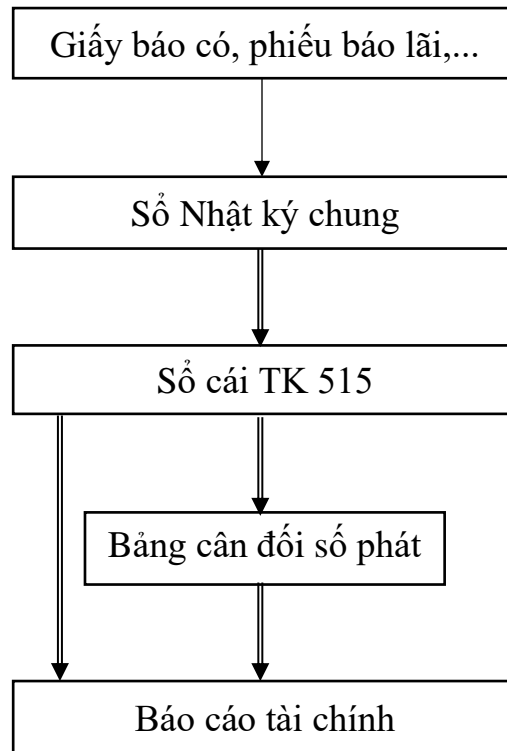 Giấy báo có, phiếu báo lãi,...
Sổ Nhật ký chung
Sổ cái TK 515
Bảng cân đối số phát
Báo cáo tài chính